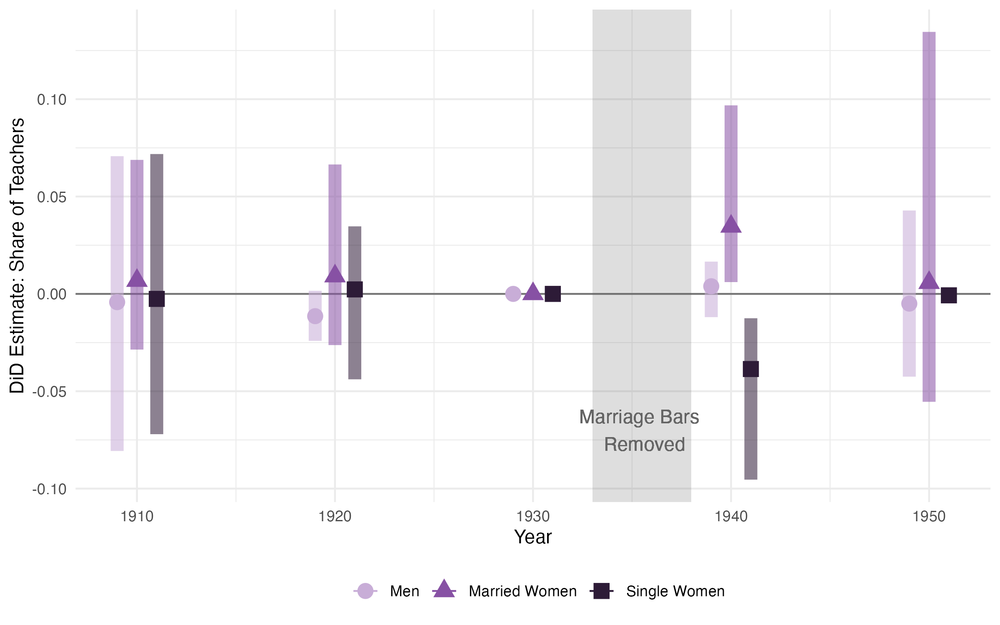 DiD Estimate: Share of Teachers
0.10
0.05
0.00
-0.05
-0.10
Marriage Bars
Removed
1910 1920 1930 1940 1950
Year
Men Married Women Single Women